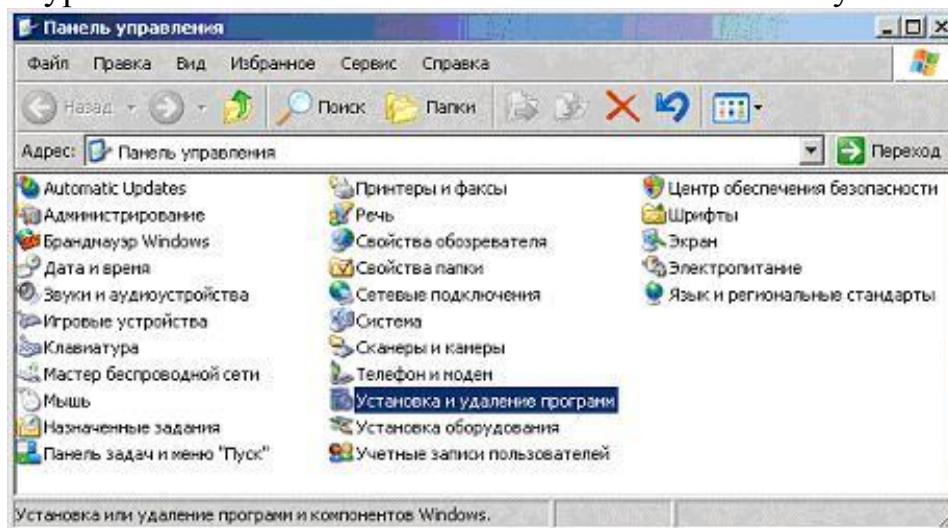 Панель управления
Файл Правка Вид Избранное Сервис Справка
Назад Поиск Папки
Адрес: Панель управления Переход
Automatic Updates
Администрирование
Брандмауэр Windows
Дата и время
Звуки и аудиоустройства
Игровые устройства
Клавиатура
Мастер беспроводной сети
Мышь
Назначенные задания
Панель задач и меню "Пуск"
Принтеры и факсы
Речь
Свойства обозревателя
Свойства папки
Сетевые подключения
Система
Сканеры и камеры
Телефон и модем
Установка и удаление программ
Установка оборудования
Учетные записи пользователей
Центр обеспечения безопасности
Шрифты
Экран
Электропитание
Язык и региональные стандарты
Установка или удаление программ и компонентов Windows.